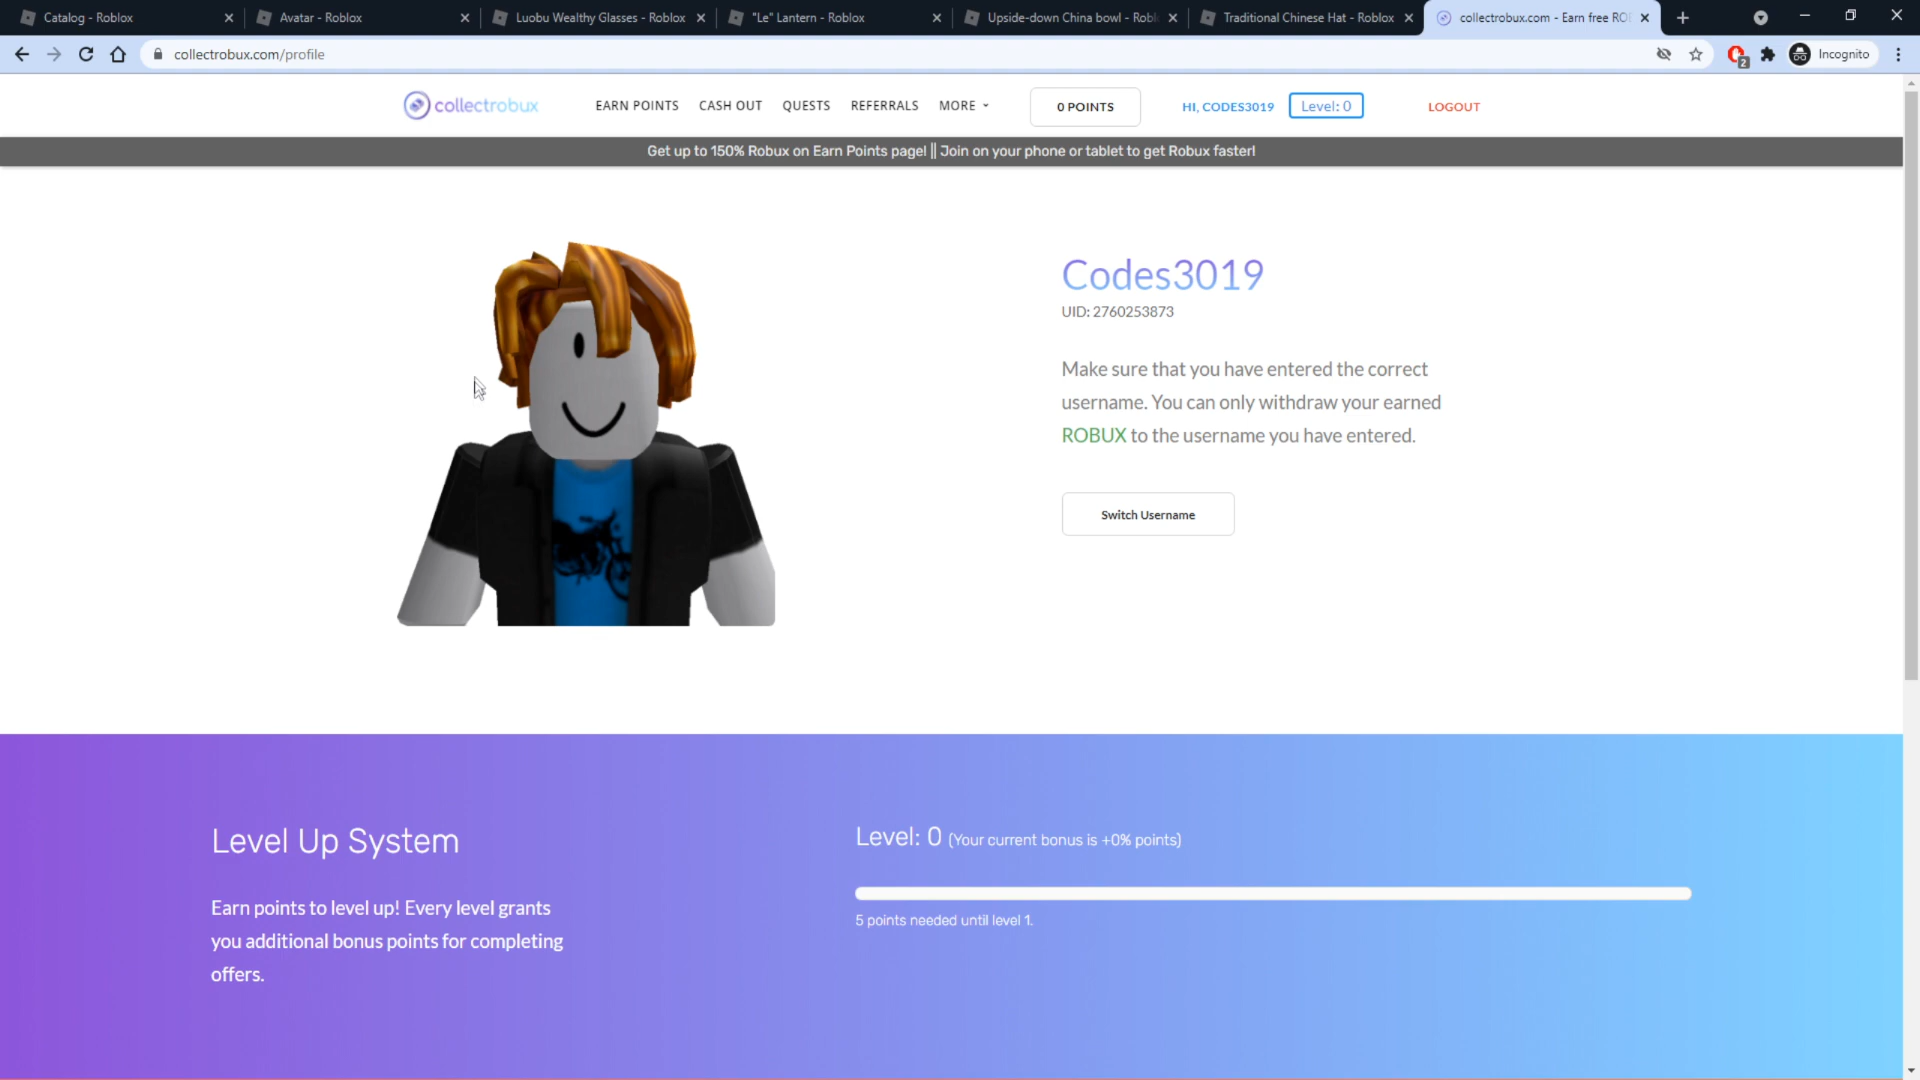 Catalog - Roblox
Avatar - Roblox
Luobu Wealthy Glasses - Roblox
"Le" Lantern - Roblox
Upside-down China bowl - Robl
Traditional Chinese Hat - Roblox
collectrobux.com - Earn free RO
collectrobux.com/profile
2
Incognito
collectrobux
EARN POINTS
CASH OUT
QUESTS
REFERRALS
MORE
0 POINTS
HI, CODES3019
Level: 0
LOGOUT
Get up to 150% Robux on Earn Points page! || Join on your phone or tablet to get Robux faster!
Codes3019
UID: 2760253873
Make sure that you have entered the correct
username. You can only withdraw your earned
ROBUX to the username you have entered.
Switch Username
Level Up System
Earn points to level up! Every level grants
you additional bonus points for completing
offers.
Level: 0 (Your current bonus is +0% points)
5 points needed until level 1.